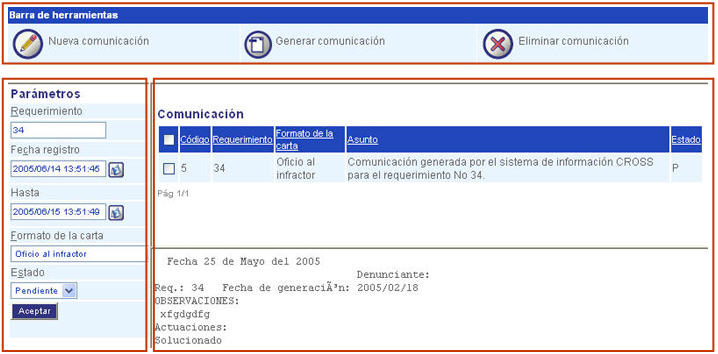 Barra de herramientas
Nueva comunicación Generar comunicación Eliminar comunicación
Parámetros
Requerimiento
34
Fecha registro
2005/06/14 13:51:45
Hasta
2005/06/15 13:51:49
Formato de la carta
Oficio al infractor
Estado
Pendiente
Aceptar
Comunicación
Código Requerimiento Formato de la carta Asunto Estado
5 34 Oficio al infractor Comunicación generada por el sistema de información CROSS para el requerimiento No 34. P
Pág 1/1
Fecha 25 de Mayo del 2005
Denunciante:
Req.: 34 Fecha de generaciÃ³n: 2005/02/18
OBSERVACIONES:
xfgdgdfg
Actuaciones:
Solucionado